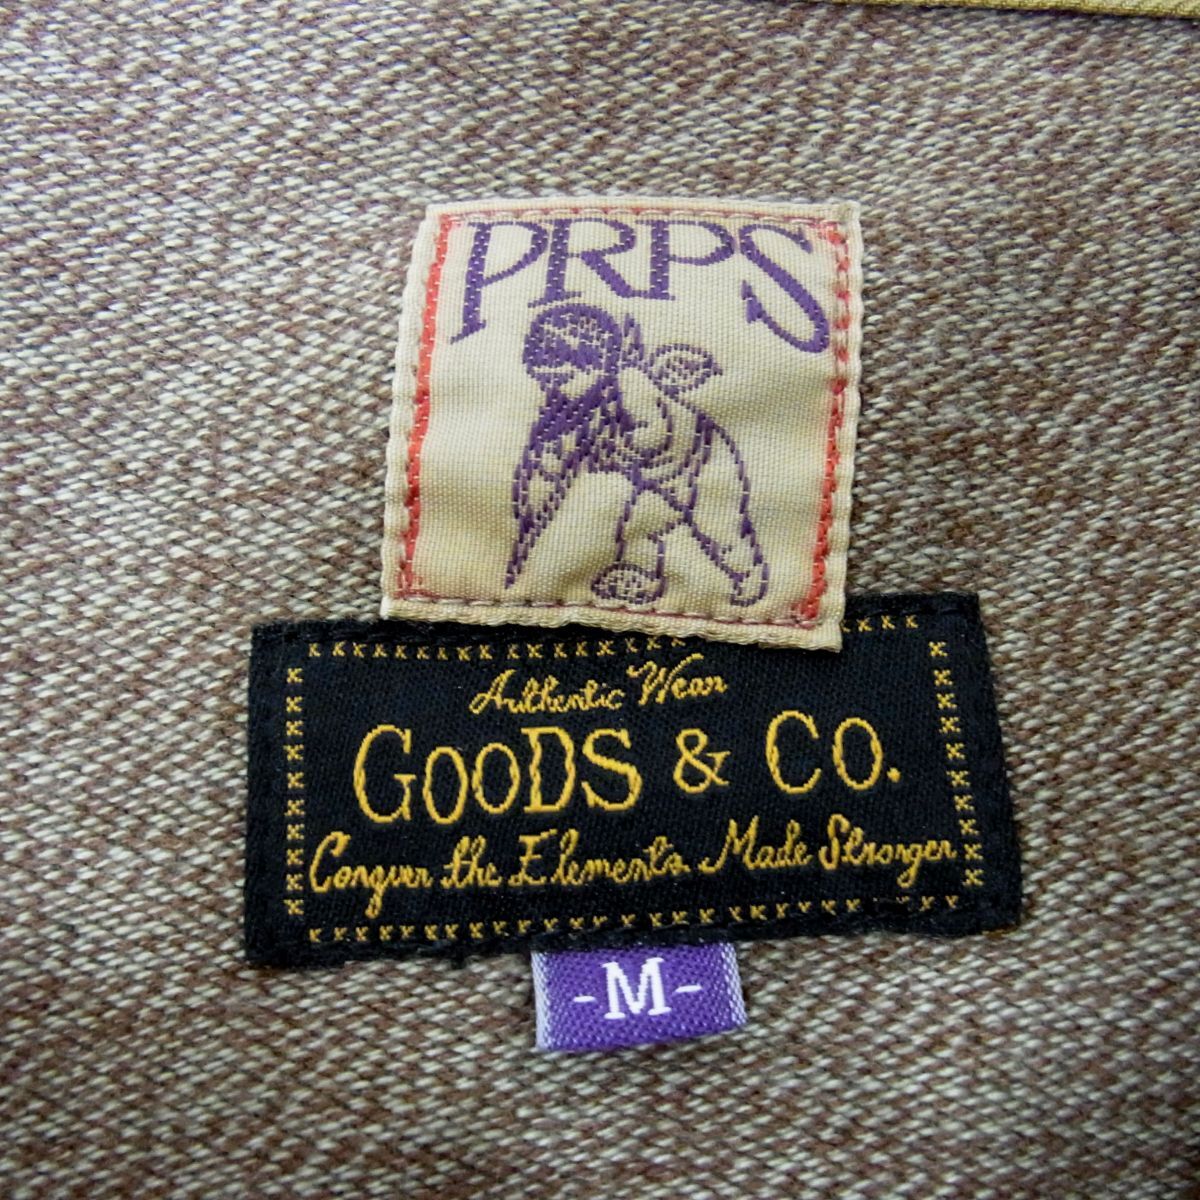 PRPS
Authentic Wear
GOODS & CO.
Conquer the Elements Made Stronger
-M-